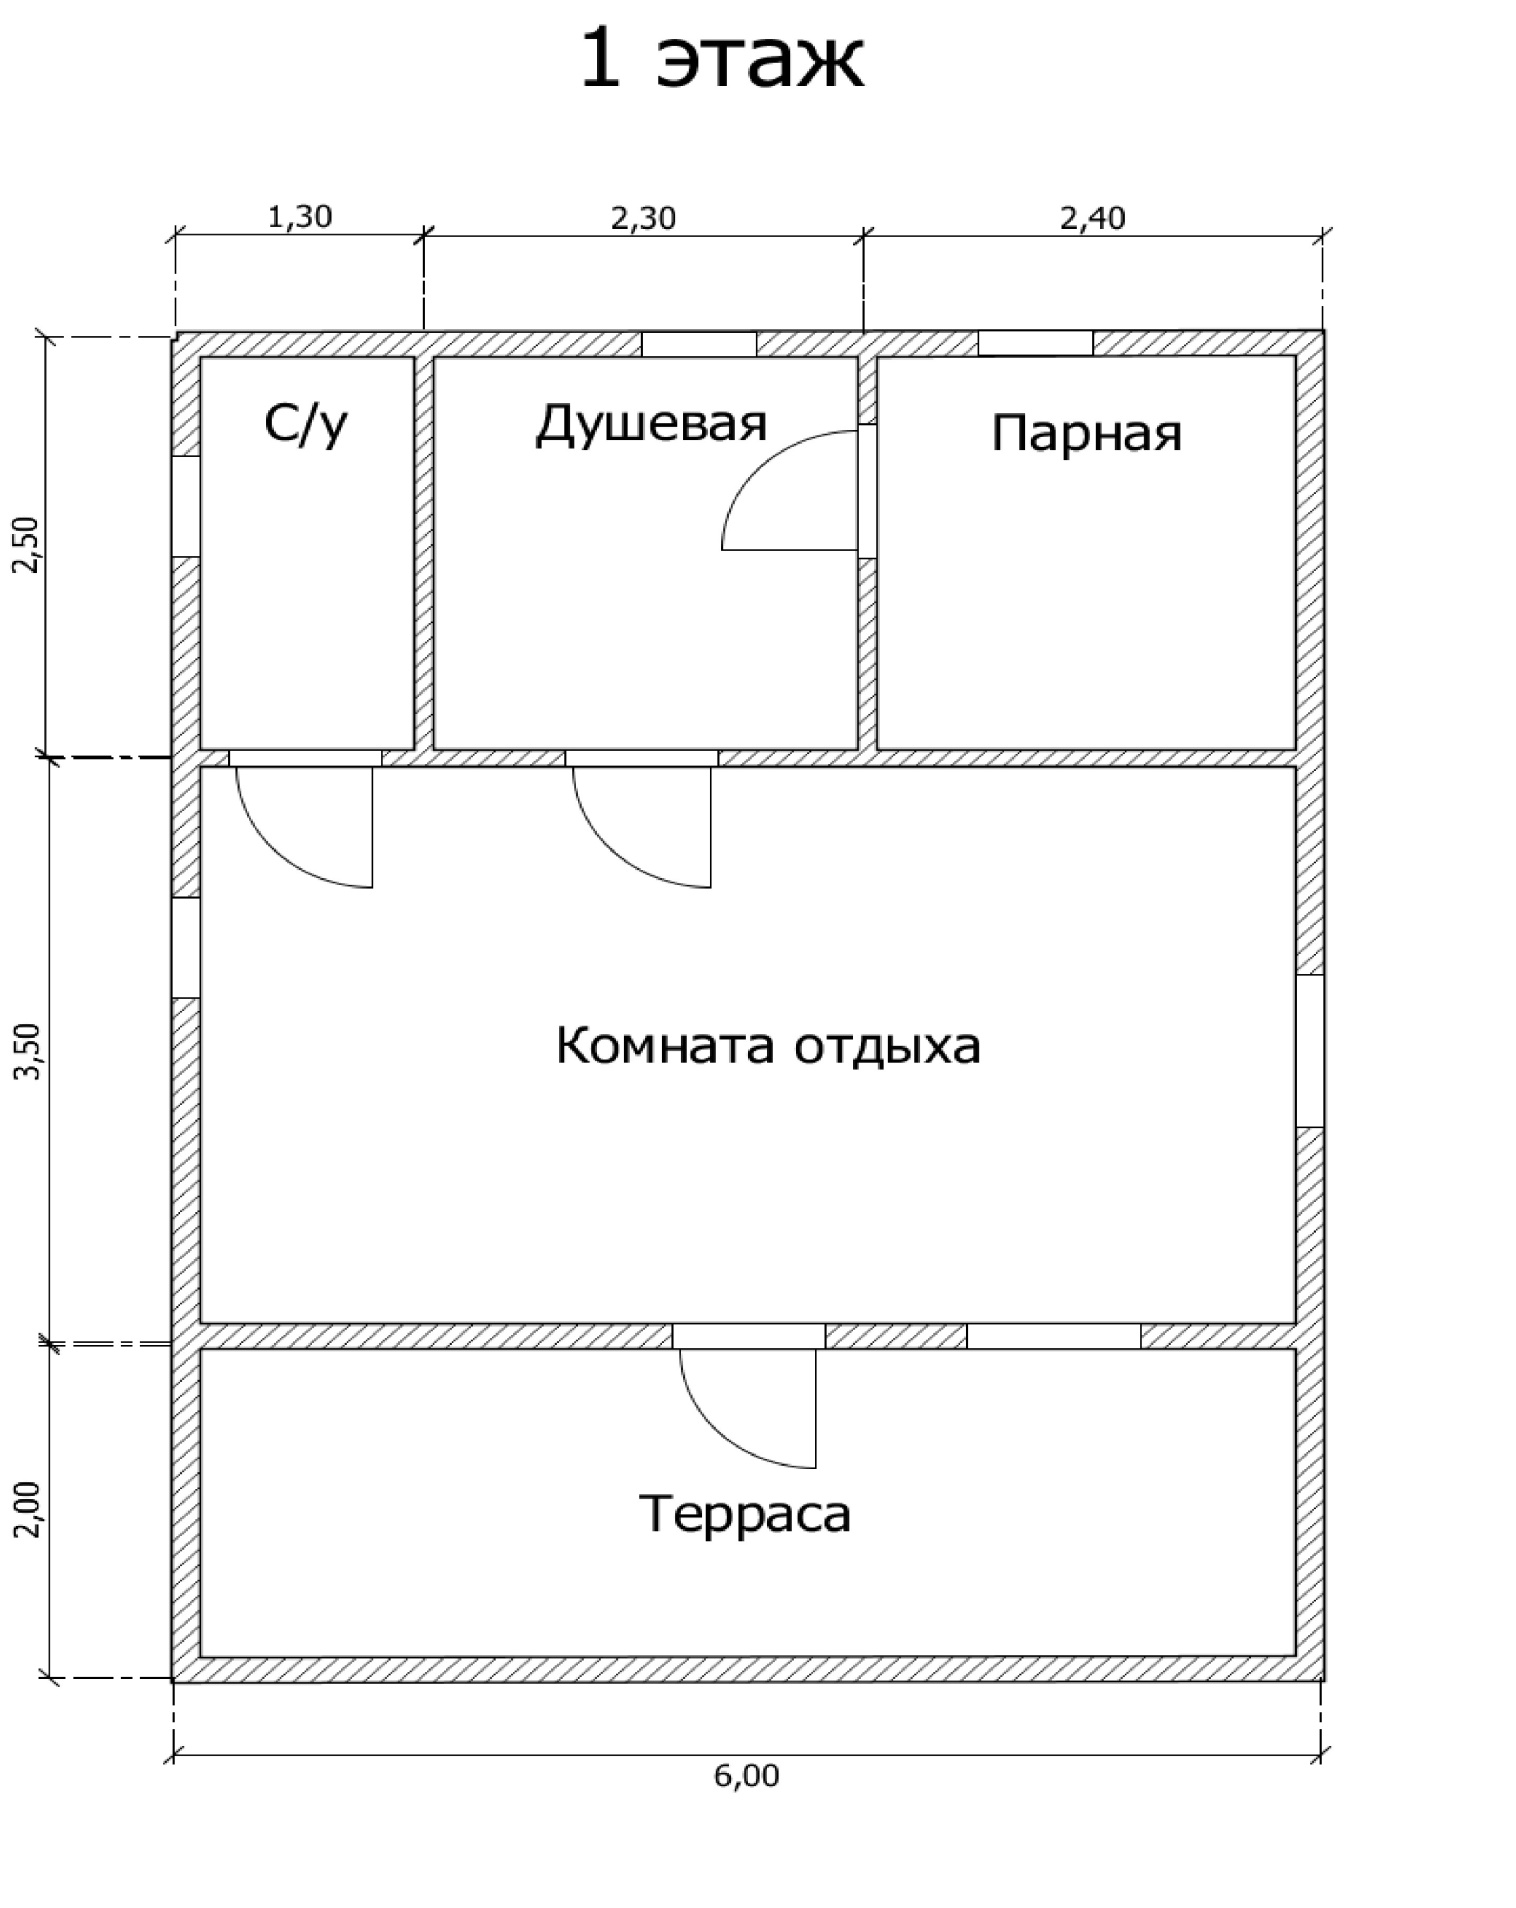 1 этаж
1,30
2,30
2,40
С/у
Душевая
Парная
2,50
3,50
Комната отдыха
2,00
Терраса
6,00